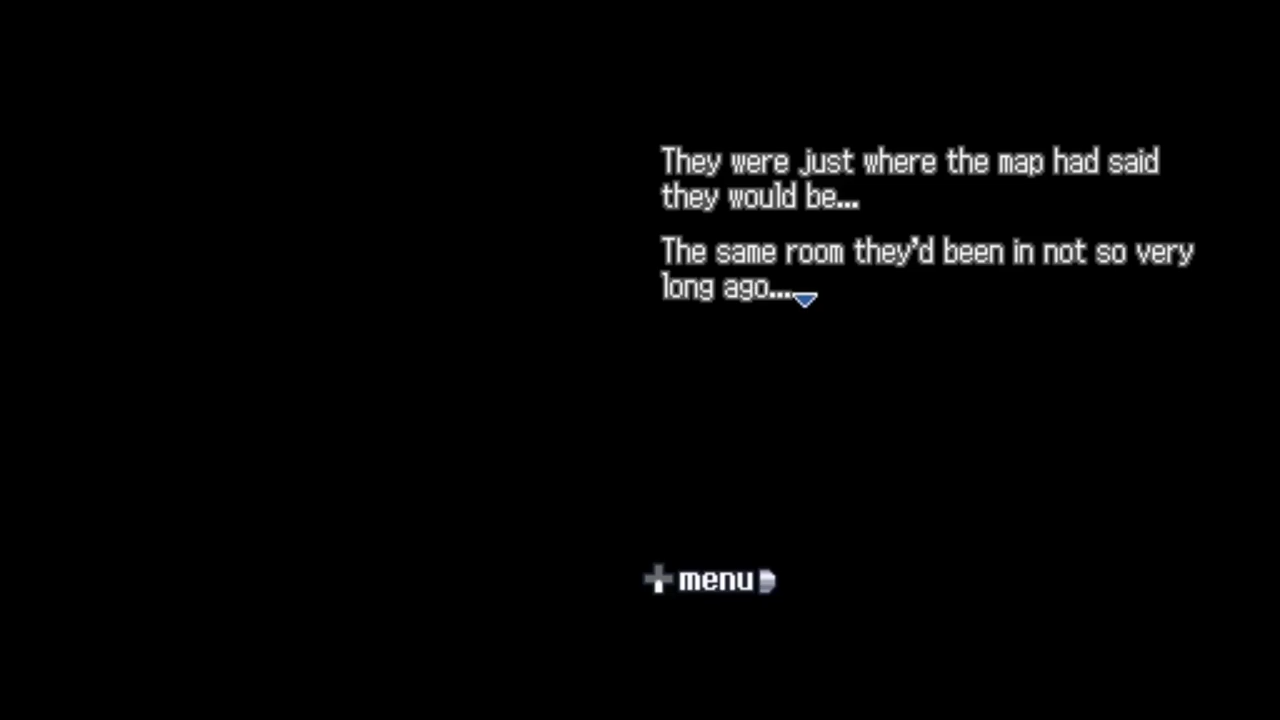 They were just where the map had said
they would be...
The same room they'd been in not so very
long ago...
menu